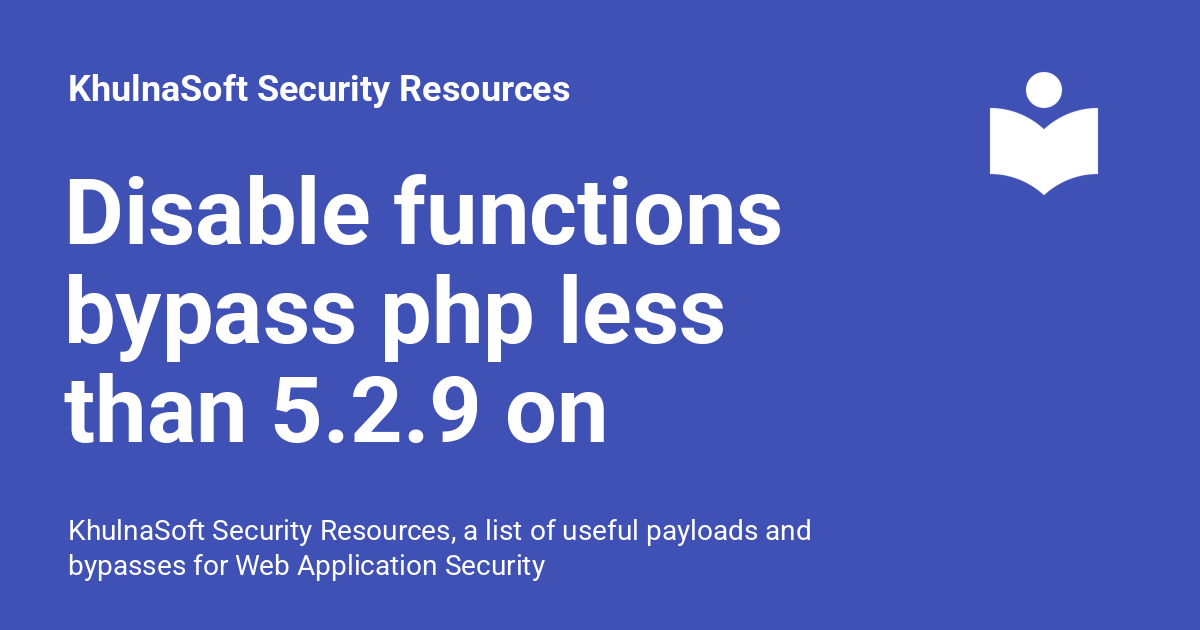 KhulnaSoft Security Resources
Disable functions
bypass php less
than 5.2.9 on
KhulnaSoft Security Resources, a list of useful payloads and
bypasses for Web Application Security